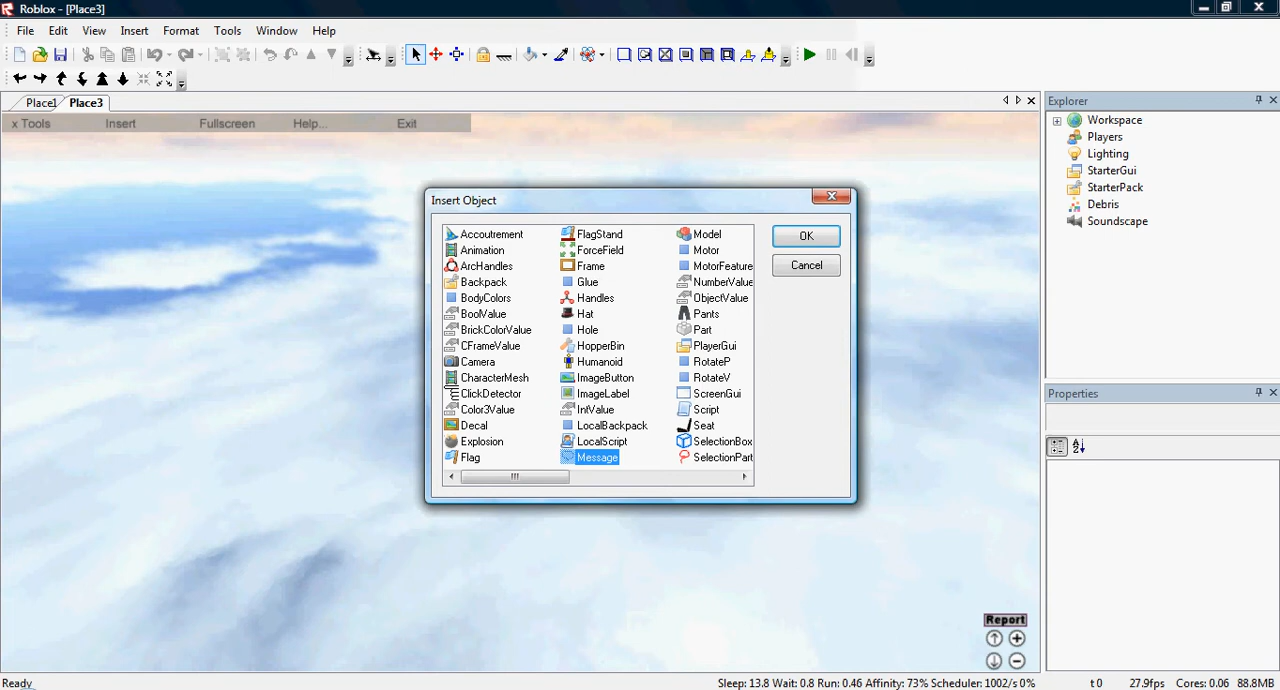 Roblox - [Place3]
File Edit View Insert Format Tools Window Help
Place1 Place3
x Tools Insert Fullscreen Help... Exit
Insert Object
Accoutrement FlagStand Model
Animation ForceField Motor
ArcHandles Frame MotorFeature
Backpack Glue NumberValue
BodyColors Handles ObjectValue
BoolValue Hat Pants
BrickColorValue Hole Part
CFrameValue HopperBin PlayerGui
Camera Humanoid RotateP
CharacterMesh ImageButton RotateV
ClickDetector ImageLabel ScreenGui
Color3Value IntValue Script
Decal LocalBackpack Seat
Explosion LocalScript SelectionBox
Flag Message SelectionPart
OK
Cancel
Explorer
Workspace
Players
Lighting
StarterGui
StarterPack
Debris
Soundscape
Properties
Report
Ready
Sleep: 13.8 Wait: 0.8 Run: 0.46 Affinity: 73% Scheduler: 1002/s 0% t 0 27.9fps Cores: 0.06 88.8MB